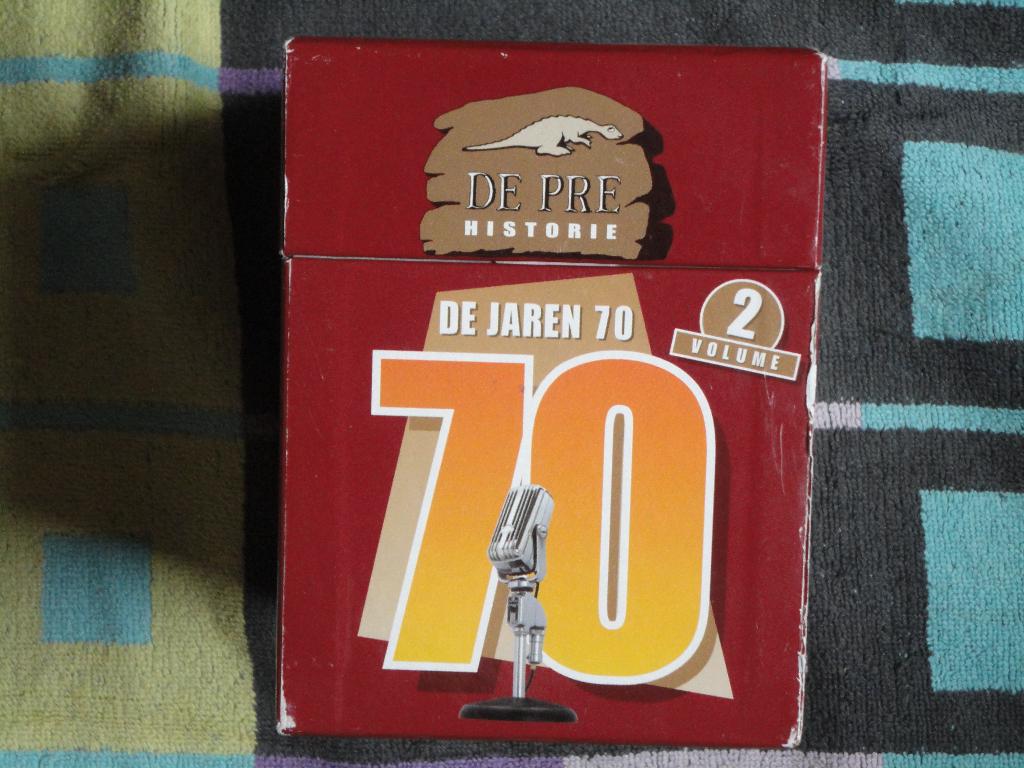 DE PRE
HISTORIE
DE JAREN 70
2
VOLUME
70